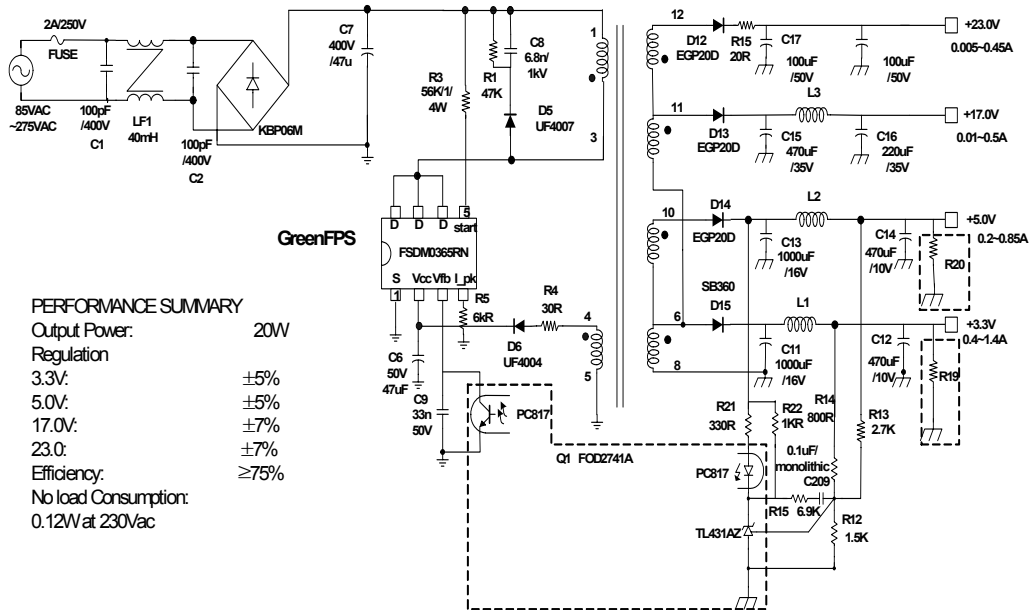 2A/250V
FUSE
85VAC
~275VAC
100pF
/400V
C1
LF1
40mH
100pF
/400V
C2
KBP06M
C7
400V
/47u
R3
56K/1/
4W
R1
47K
C8
6.8n/
1kV
D5
UF4007
1
3
12
11
10
6
8
D12
EGP20D
R15
20R
C17
100uF
/50V
100uF
/50V
+23.0V
0.005~0.45A
D13
EGP20D
C15
470uF
/35V
L3
C16
220uF
/35V
+17.0V
0.01~0.5A
D14
EGP20D
C13
1000uF
/16V
L2
C14
470uF
/10V
R20
+5.0V
0.2~0.85A
SB360
D15
C11
1000uF
/16V
L1
C12
470uF
/10V
R19
+3.3V
0.4~1.4A
GreenFPS
D D D 5
start
FSDM0365RN
S Vcc Vfb I_pk
1
R5
6kR
R4
30R
D6
UF4004
4
5
C6
50V
47uF
C9
33n
50V
PC817
Q1 FOD2741A
R21
330R
R22
1KR
R14
800R
R13
2.7K
PC817
0.1uF/
monolithic
C209
R15 6.9K
TL431AZ
R12
1.5K
PERFORMANCE SUMMARY
Output Power: 20W
Regulation
3.3V: ±5%
5.0V: ±5%
17.0V: ±7%
23.0: ±7%
Efficiency: ≥75%
No load Consumption:
0.12W at 230Vac